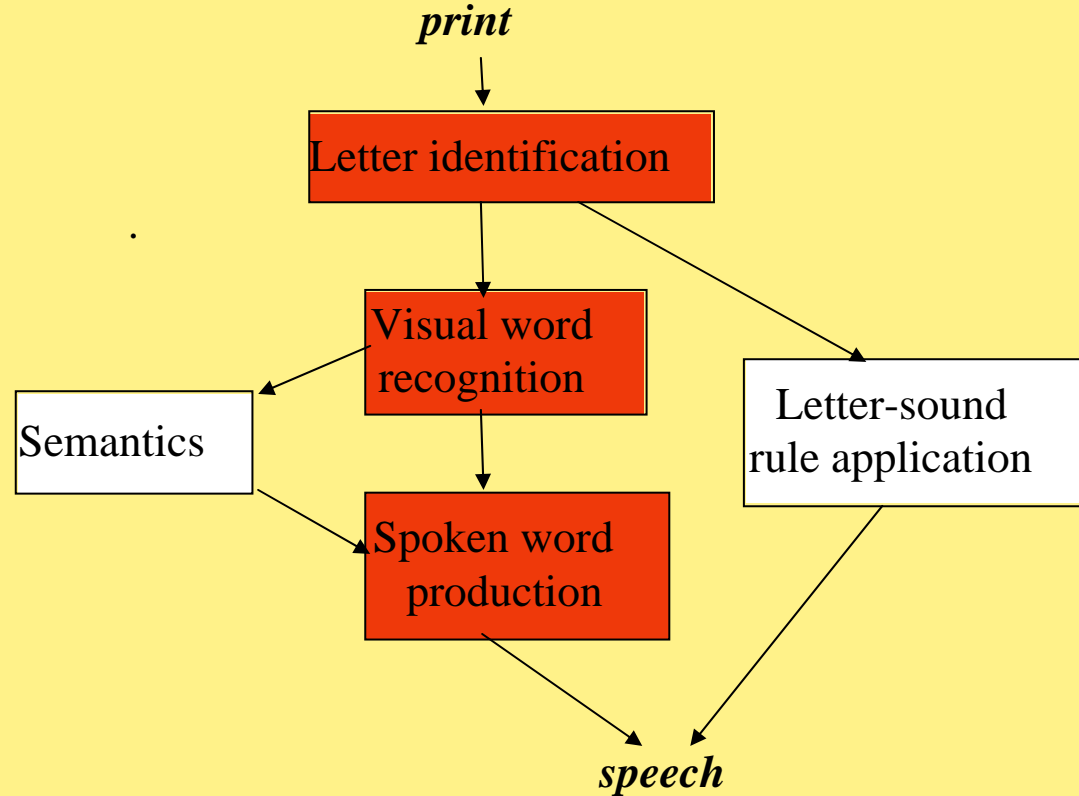 print
Letter identification
.
Visual word
recognition
Semantics
Letter-sound
rule application
Spoken word
production
speech